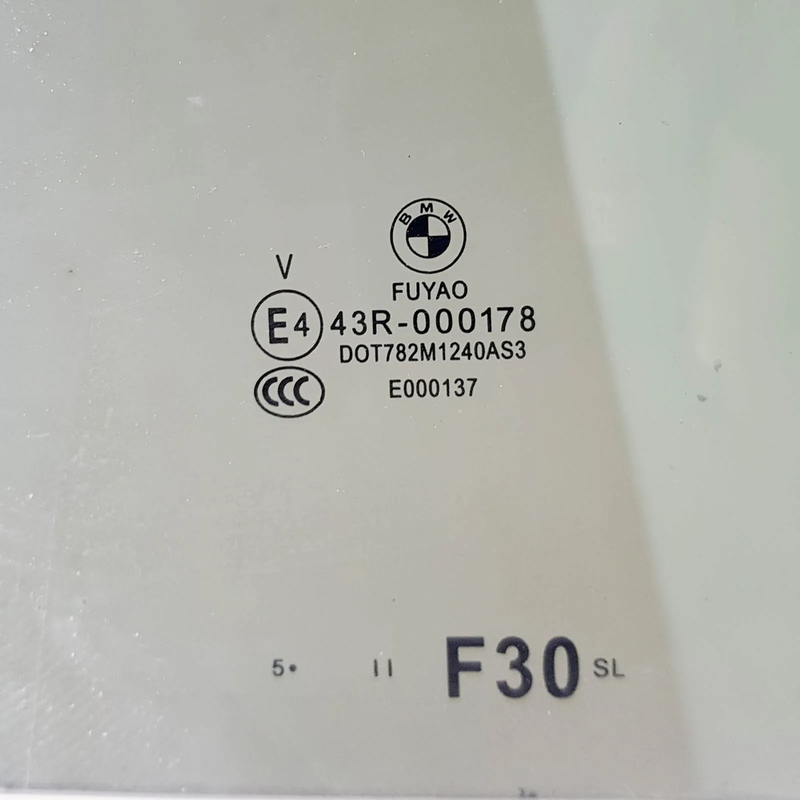 BMW
V
FUYAO
E4 43R-000178
DOT782M1240AS3
CCC E000137
5• II F30 SL